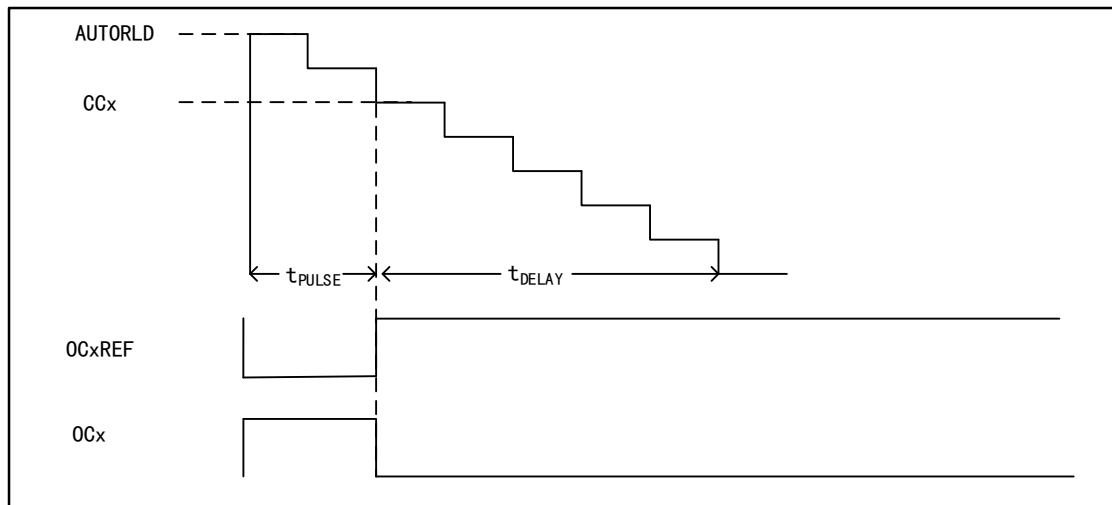 AUTORLD
CCx
tPULSE
tDELAY
OCxREF
OCx